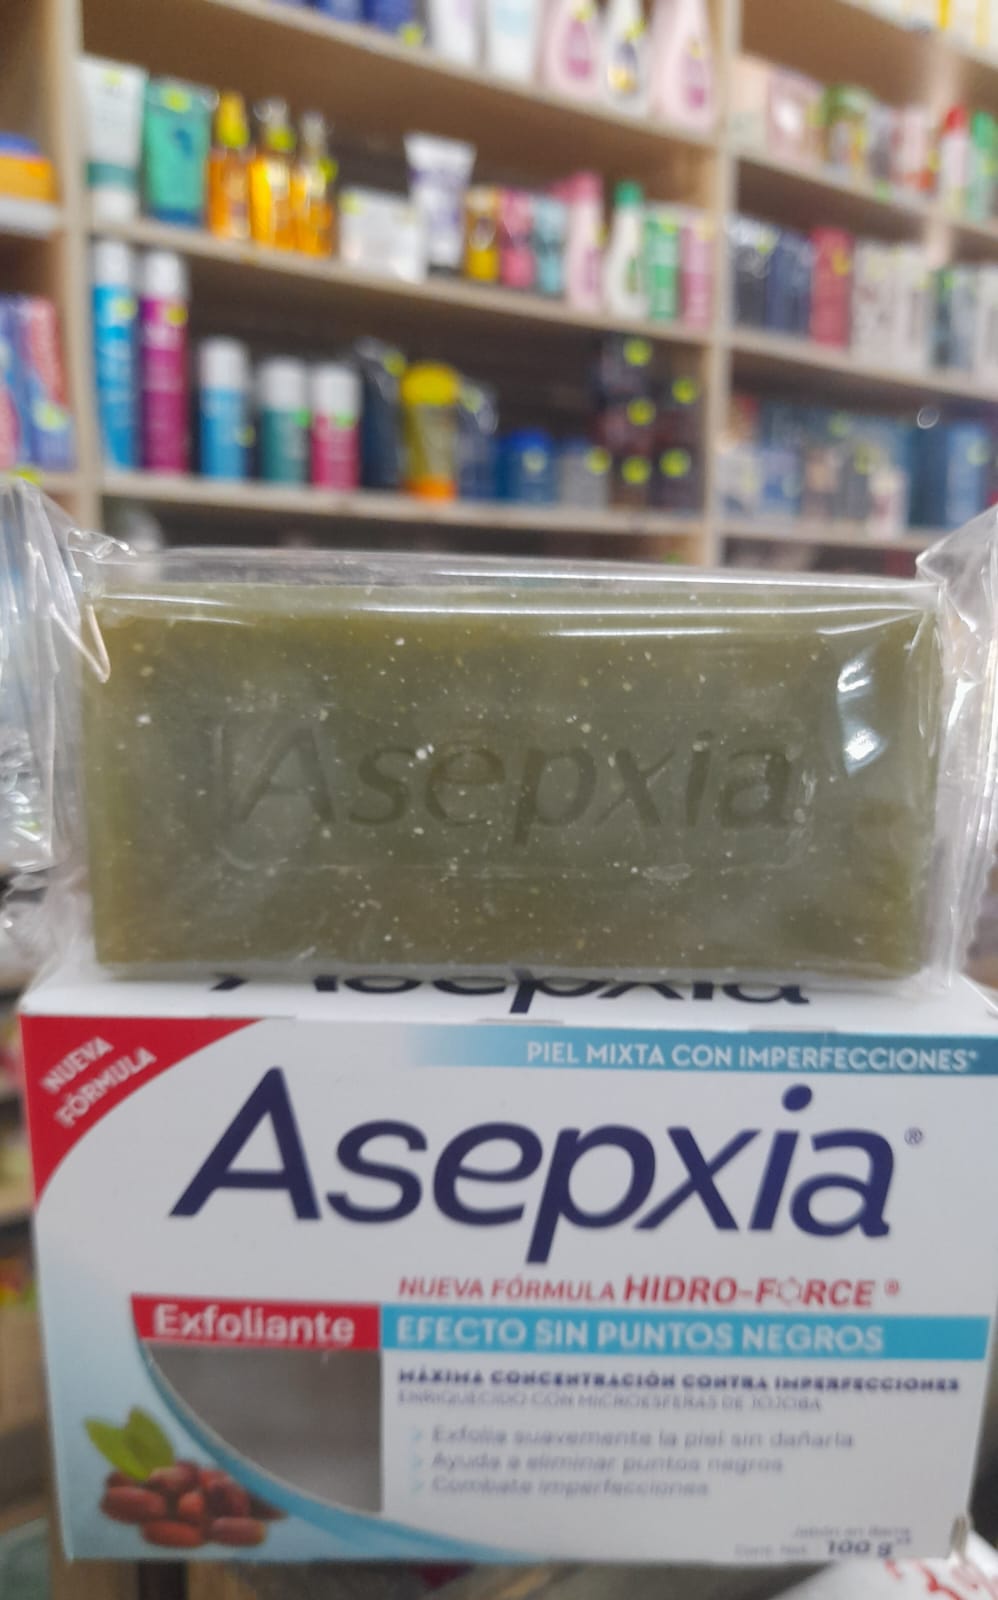 Asepxia
Asepxia
NUEVA
FÓRMULA
PIEL MIXTA CON IMPERFECCIONES*
Asepxia®
NUEVA FÓRMULA HIDRO-FORCE®
Exfoliante
EFECTO SIN PUNTOS NEGROS
MÁXIMA CONCENTRACIÓN CONTRA IMPERFECCIONES
ENRIQUECIDO CON MICROESFERAS DE JOJOBA
Exfolia suavemente la piel sin dañarla
Ayuda a eliminar puntos negros
Combate imperfecciones
Jabón en Barra
Cont. Net. 100 g